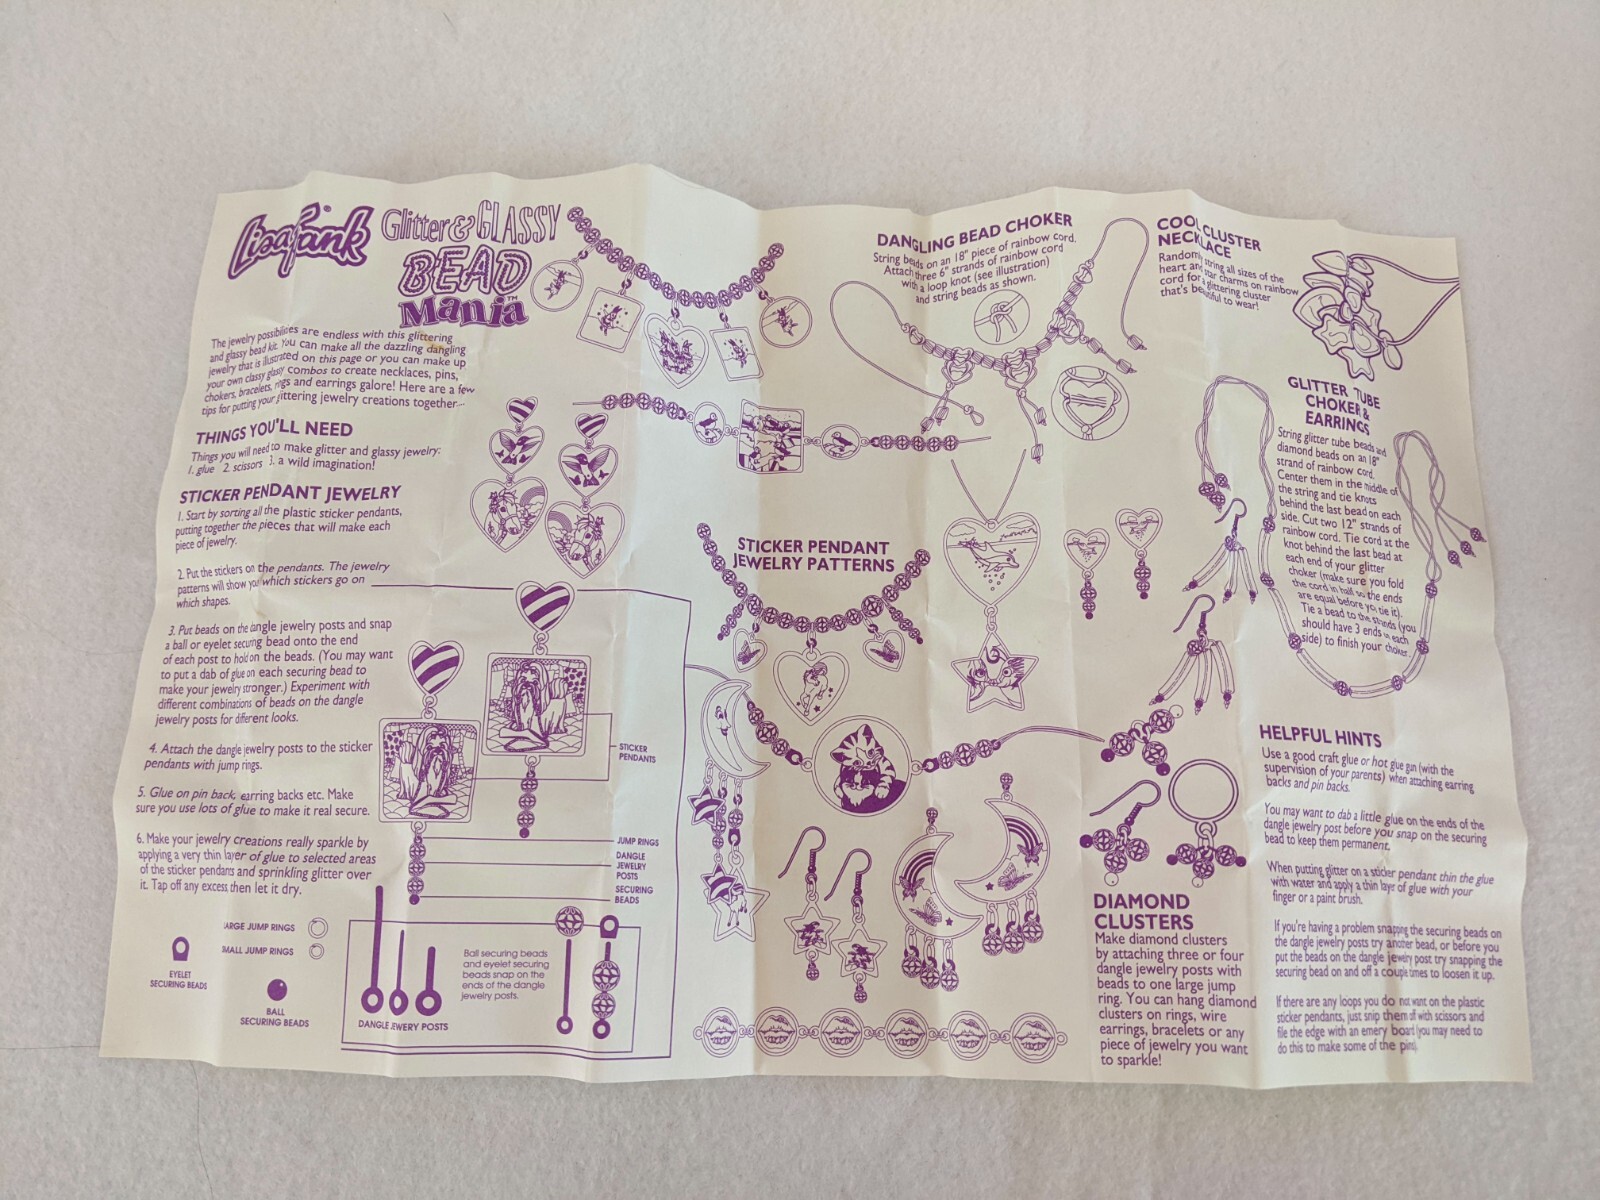 Lisa Frank®
Glitter & GLASSY
BEAD
Mania™
The jewelry possibilities are endless with this glittering
and glassy bead kit. You can make all the dazzling dangling
jewelry that is illustrated on this page or you can make up
your own classy glassy combos to create necklaces, pins,
chokers, bracelets, rings and earrings galore! Here are a few
tips for putting your glittering jewelry creations together...
THINGS YOU'LL NEED
Things you will need to make glitter and glassy jewelry:
1. glue 2. scissors 3. a wild imagination!
STICKER PENDANT JEWELRY
1. Start by sorting all the plastic sticker pendants,
putting together the pieces that will make each
piece of jewelry.
2. Put the stickers on the pendants. The jewelry
patterns will show you which stickers go on
which shapes.
3. Put beads on the dangle jewelry posts and snap
a ball or eyelet securing bead onto the end
of each post to hold on the beads. (You may want
to put a dab of glue on each securing bead to
make your jewelry stronger.) Experiment with
different combinations of beads on the dangle
jewelry posts for different looks.
4. Attach the dangle jewelry posts to the sticker
pendants with jump rings.
5. Glue on pin back, earring backs etc. Make
sure you use lots of glue to make it real secure.
6. Make your jewelry creations really sparkle by
applying a very thin layer of glue to selected areas
of the sticker pendants and sprinkling glitter over
it. Tap off any excess then let it dry.
LARGE JUMP RINGS
SMALL JUMP RINGS
EYELET
SECURING BEADS
BALL
SECURING BEADS
DANGLE JEWERY POSTS
Ball securing beads
and eyelet securing
beads snap on the
ends of the dangle
jewelry posts.
STICKER
PENDANTS
JUMP RINGS
DANGLE
JEWELRY
POSTS
SECURING
BEADS
STICKER PENDANT
JEWELRY PATTERNS
DANGLING BEAD CHOKER
String beads on an 18" piece of rainbow cord.
Attach three 6" strands of rainbow cord
with a loop knot (see illustration)
and string beads as shown.
COOL CLUSTER
NECKLACE
Randomly string all sizes of the
heart and star charms on rainbow
cord for a glittering cluster
that's beautiful to wear!
GLITTER TUBE
CHOKER &
EARRINGS
String glitter tube beads and
diamond beads on an 18"
strand of rainbow cord.
Center them in the middle of
the string and tie knots
behind the last bead on each
side. Cut two 12" strands of
rainbow cord. Tie cord at the
knot behind the last bead at
each end of your glitter
choker (make sure you fold
the cord in half so the ends
are equal before you tie it).
Tie a bead to the strands (you
should have 3 ends on each
side) to finish your choker.
DIAMOND
CLUSTERS
Make diamond clusters
by attaching three or four
dangle jewelry posts with
beads to one large jump
ring. You can hang diamond
clusters on rings, wire
earrings, bracelets or any
piece of jewelry you want
to sparkle!
HELPFUL HINTS
Use a good craft glue or hot glue gun (with the
supervision of your parents) when attaching earring
backs and pin backs.
You may want to dab a little glue on the ends of the
dangle jewelry post before you snap on the securing
bead to keep them permanent.
When putting glitter on a sticker pendant thin the glue
with water and apply a thin layer of glue with your
finger or a paint brush.
If you're having a problem snapping the securing beads on
the dangle jewelry posts try another bead, or before you
put the beads on the dangle jewelry post try snapping the
securing bead on and off a couple times to loosen it up.
If there are any loops you do not want on the plastic
sticker pendants, just snip them off with scissors and
file the edge with an emery board (you may need to
do this to make some of the pins).